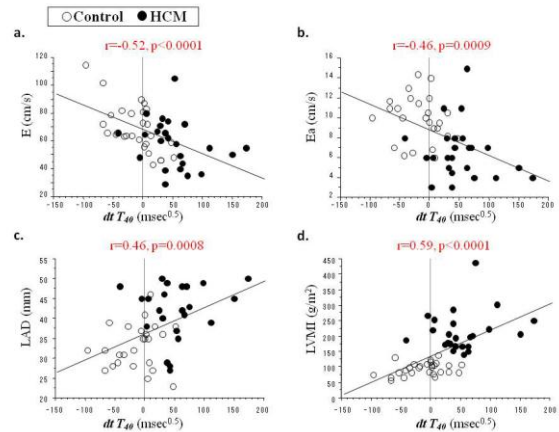 Control HCM
a. b.
r=-0.52, p<0.0001 r=-0.46, p=0.0009
E (cm/s)
120
100
80
60
40
20
-150 -100 -50 0 50 100 150 200
dt T40 (msec0.5)
Ea (cm/s)
16
14
12
10
8
6
4
2
-150 -100 -50 0 50 100 150 200
dt T40 (msec0.5)
c. d.
r=0.46, p=0.0008 r=0.59, p<0.0001
LAD (mm)
55
50
45
40
35
30
25
20
-150 -100 -50 0 50 100 150 200
dt T40 (msec0.5)
LVMI (g/m2)
450
400
350
300
250
200
150
100
50
0
-150 -100 -50 0 50 100 150 200
dt T40 (msec0.5)